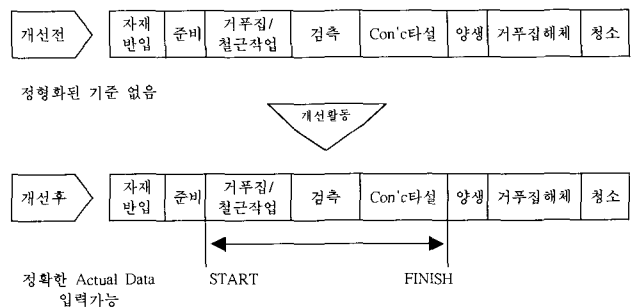 개선전
자재 반입
준비
거푸집/ 철근작업
검측
Con'c타설
양생
거푸집해체
청소
정형화된 기준 없음
개선활동
개선후
자재 반입
준비
거푸집/ 철근작업
검측
Con'c타설
양생
거푸집해체
청소
START
FINISH
정확한 Actual Data
입력가능